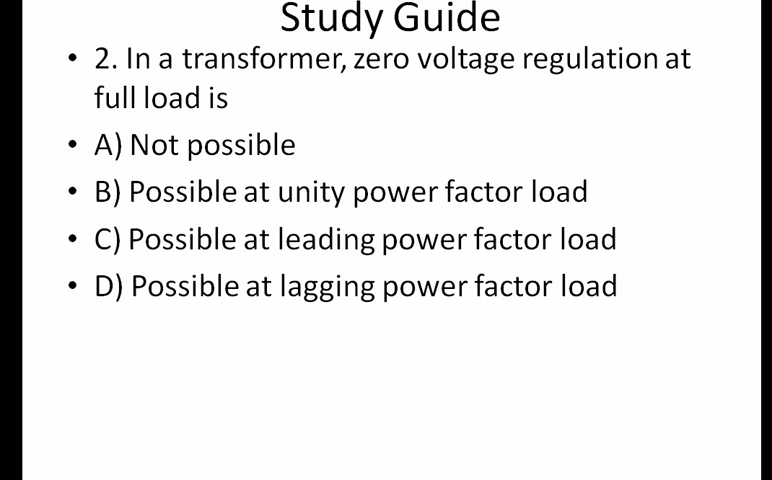 Study Guide
• 2. In a transformer, zero voltage regulation at
full load is
• A) Not possible
• B) Possible at unity power factor load
• C) Possible at leading power factor load
• D) Possible at lagging power factor load